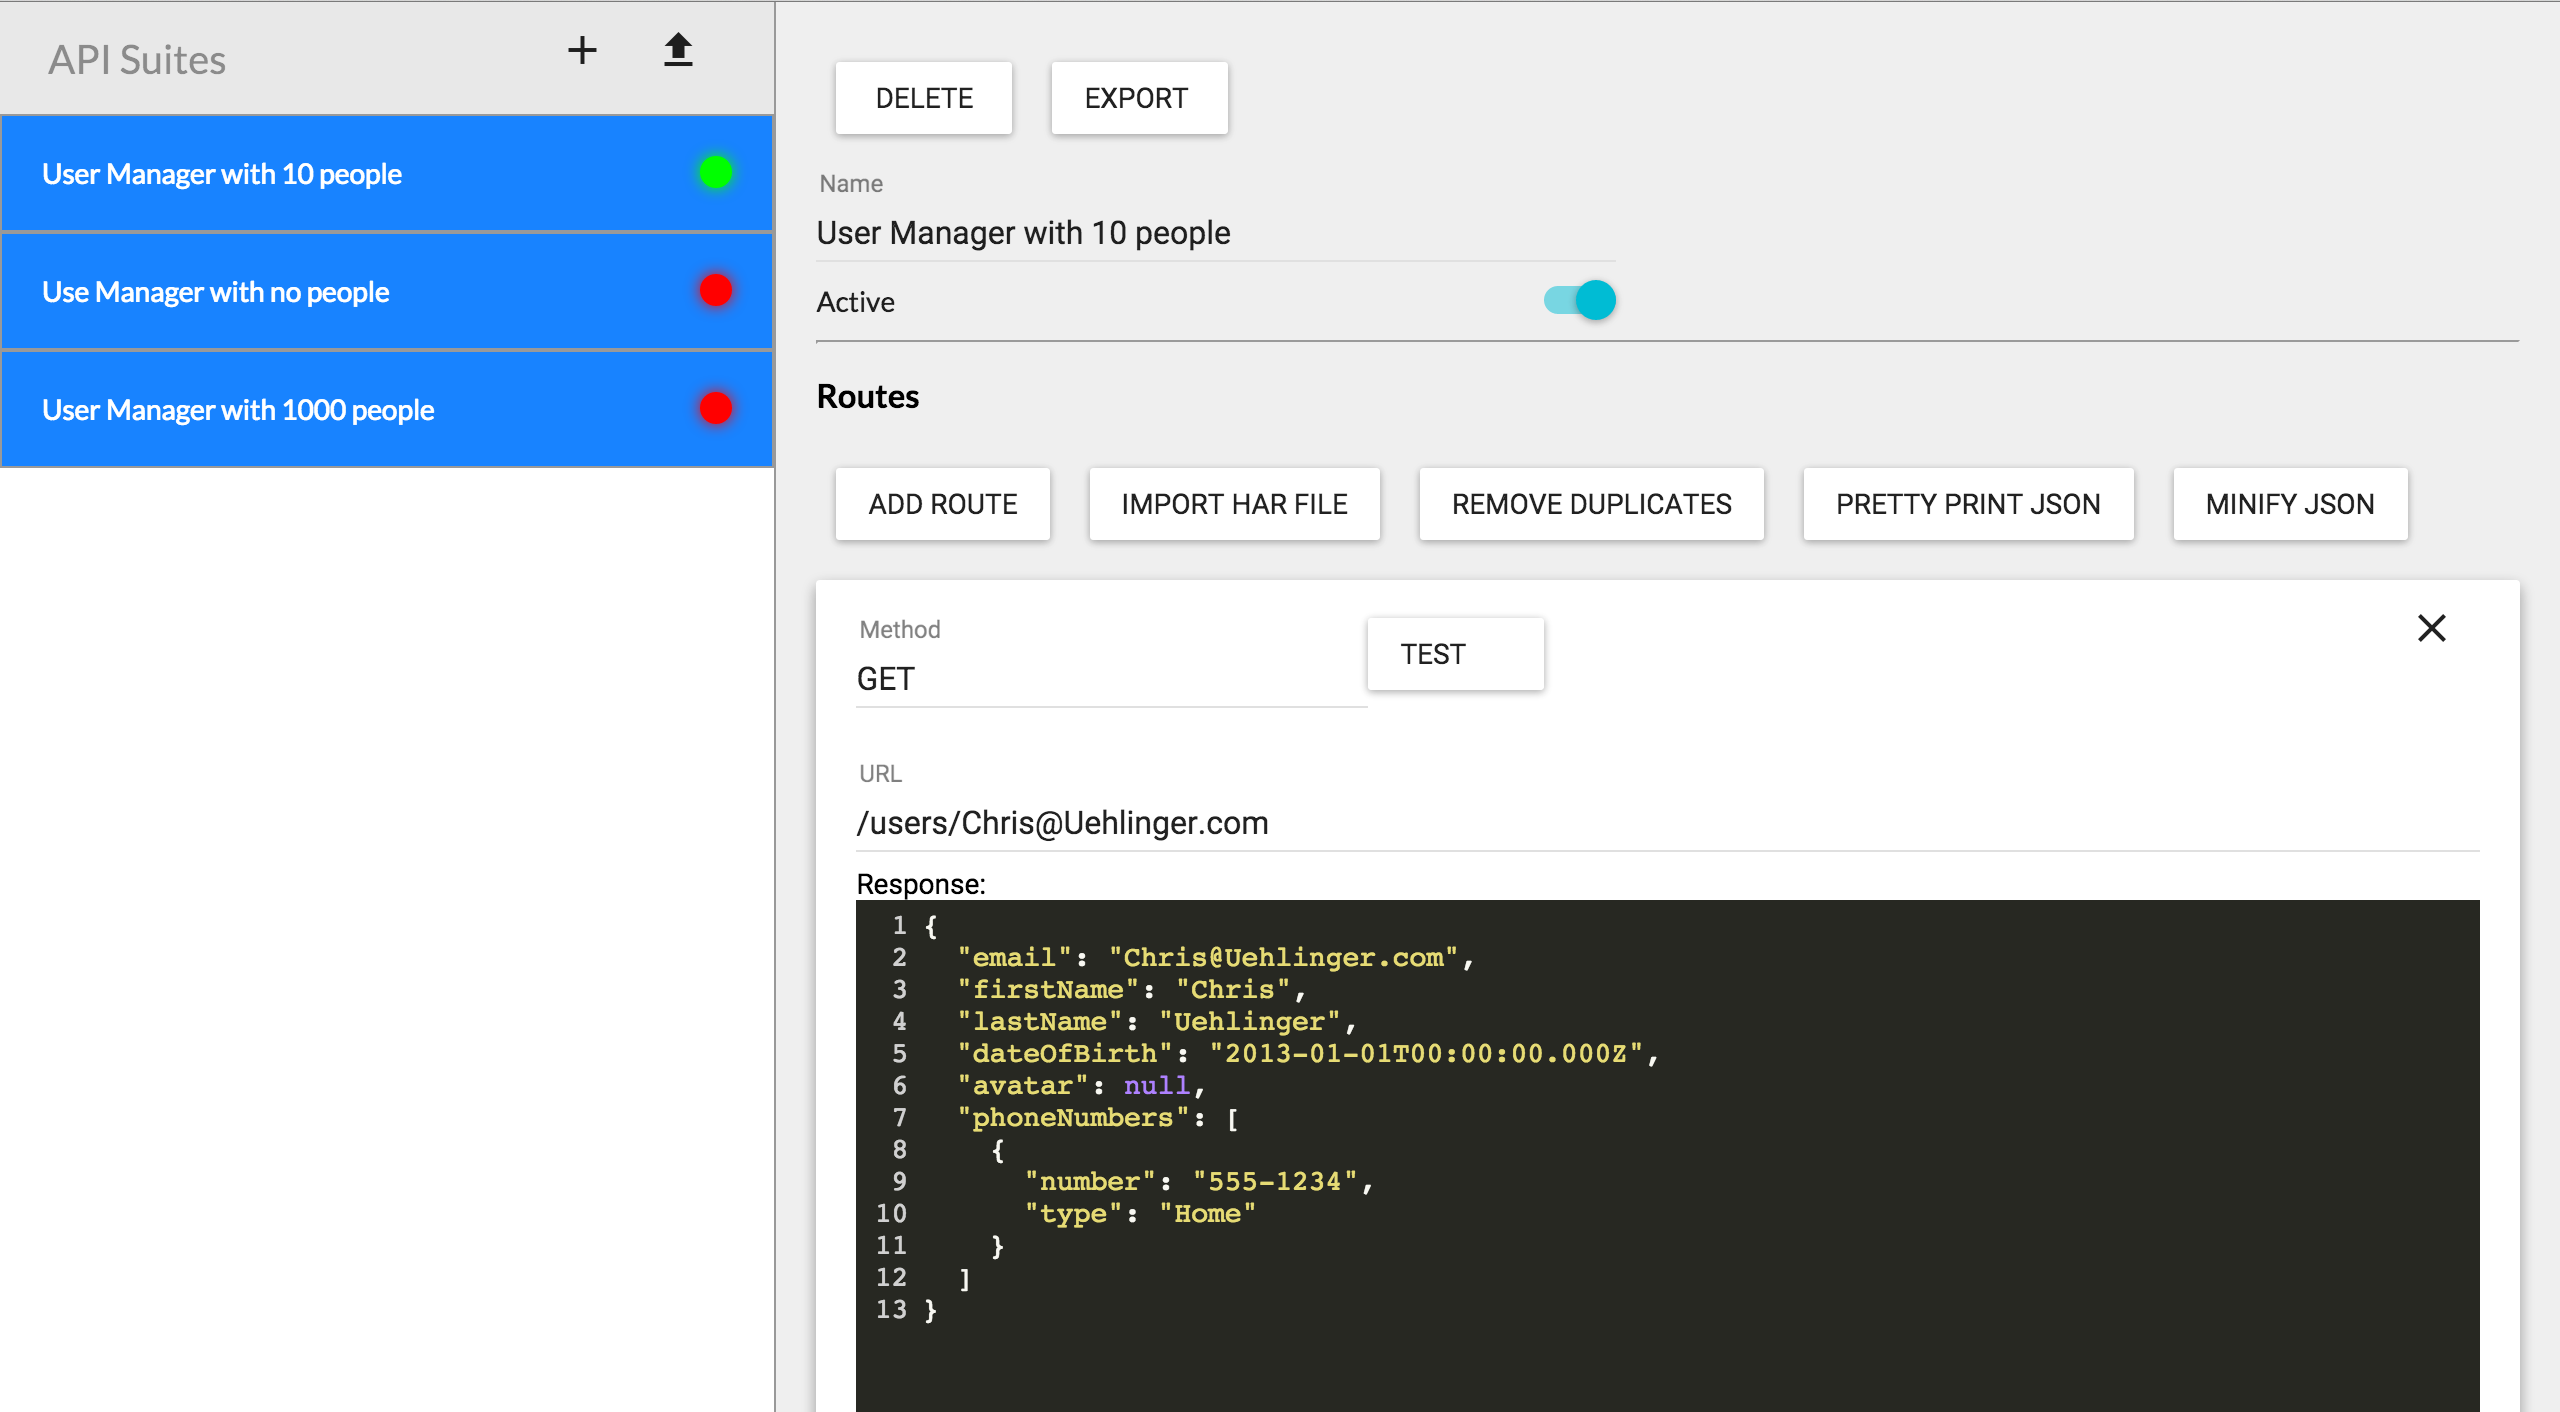 API Suites
User Manager with 10 people
Use Manager with no people
User Manager with 1000 people
DELETE EXPORT
Name
User Manager with 10 people
Active
Routes
ADD ROUTE IMPORT HAR FILE REMOVE DUPLICATES PRETTY PRINT JSON MINIFY JSON
Method
GET
TEST
URL
/users/Chris@Uehlinger.com
Response:
1 {
2 "email": "Chris@Uehlinger.com",
3 "firstName": "Chris",
4 "lastName": "Uehlinger",
5 "dateOfBirth": "2013-01-01T00:00:00.000Z",
6 "avatar": null,
7 "phoneNumbers": [
8 {
9 "number": "555-1234",
10 "type": "Home"
11 }
12 ]
13 }